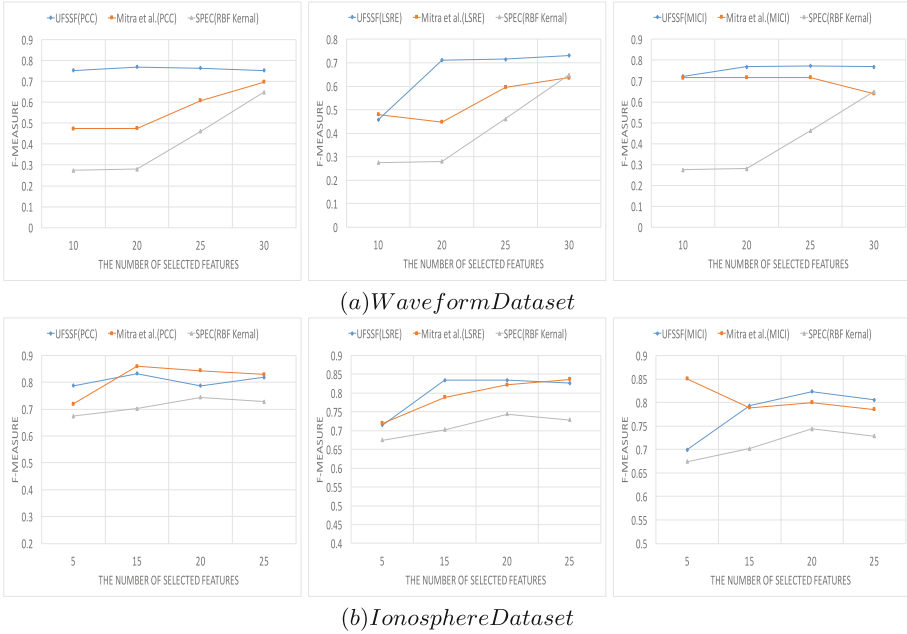 UFSSF(PCC) Mitra et al.(PCC) SPEC(RBF Kernal)
0.9
0.8
0.7
0.6
0.5
0.4
0.3
0.2
0.1
0
F-MEASURE
10 20 25 30
THE NUMBER OF SELECTED FEATURES
UFSSF(LSRE) Mitra et al.(LSRE) SPEC(RBF Kernal)
0.8
0.7
0.6
0.5
0.4
0.3
0.2
0.1
0
F-MEASURE
10 20 25 30
THE NUMBER OF SELECTED FEATURES
UFSSF(MICI) Mitra et al.(MICI) SPEC(RBF Kernal)
0.9
0.8
0.7
0.6
0.5
0.4
0.3
0.2
0.1
0
F-MEASURE
10 20 25 30
THE NUMBER OF SELECTED FEATURES
(a)WaveformDataset
UFSSF(PCC) Mitra et al.(PCC) SPEC(RBF Kernal)
0.9
0.8
0.7
0.6
0.5
0.4
0.3
0.2
F-MEASURE
5 15 20 25
THE NUMBER OF SELECTED FEATURES
UFSSF(LSRE) Mitra et al.(LSRE) SPEC(RBF Kernal)
0.9
0.85
0.8
0.75
0.7
0.65
0.6
0.55
0.5
0.45
0.4
F-MEASURE
5 15 20 25
THE NUMBER OF SELECTED FEATURES
UFSSF(MICI) Mitra et al.(MICI) SPEC(RBF Kernal)
0.9
0.85
0.8
0.75
0.7
0.65
0.6
0.55
0.5
F-MEASURE
5 15 20 25
THE NUMBER OF SELECTED FEATURES
(b)IonosphereDataset